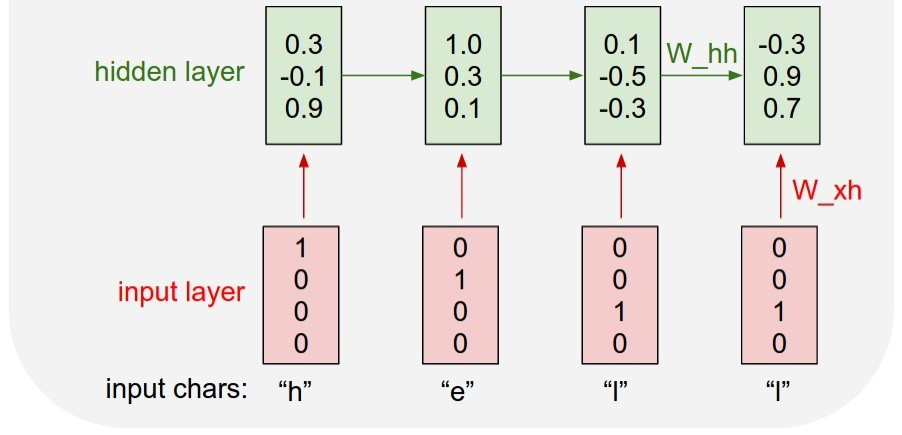 0.3 1.0 0.1 -0.3
W_hh
hidden layer -0.1 0.3 -0.5 0.9
0.9 0.1 -0.3 0.7
W_xh
1 0 0 0
0 1 0 0
input layer
0 0 1 1
0 0 0 0
input chars: “h” “e” “l” “l”